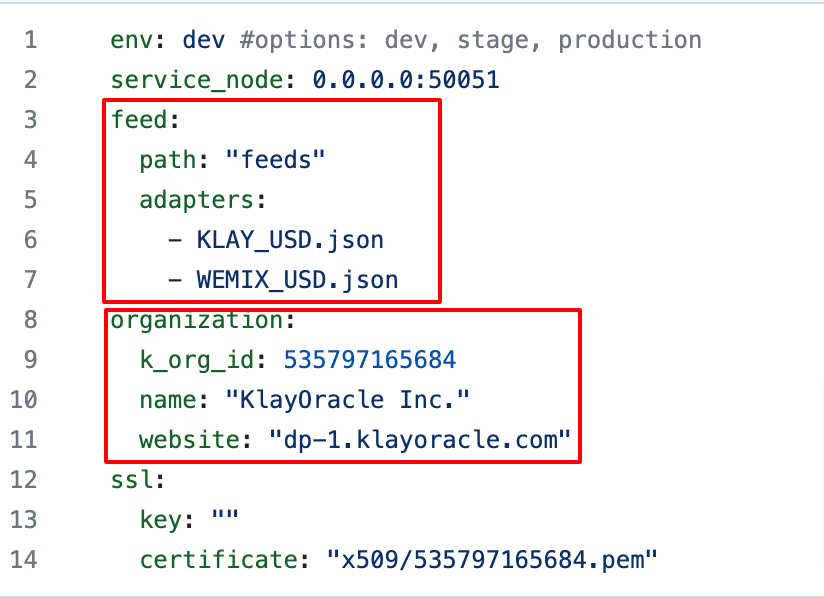 1 env: dev #options: dev, stage, production
2 service_node: 0.0.0.0:50051
3 feed:
4   path: "feeds"
5   adapters:
6     - KLAY_USD.json
7     - WEMIX_USD.json
8 organization:
9   k_org_id: 535797165684
10   name: "KlayOracle Inc."
11   website: "dp-1.klayoracle.com"
12 ssl:
13   key: ""
14   certificate: "x509/535797165684.pem"